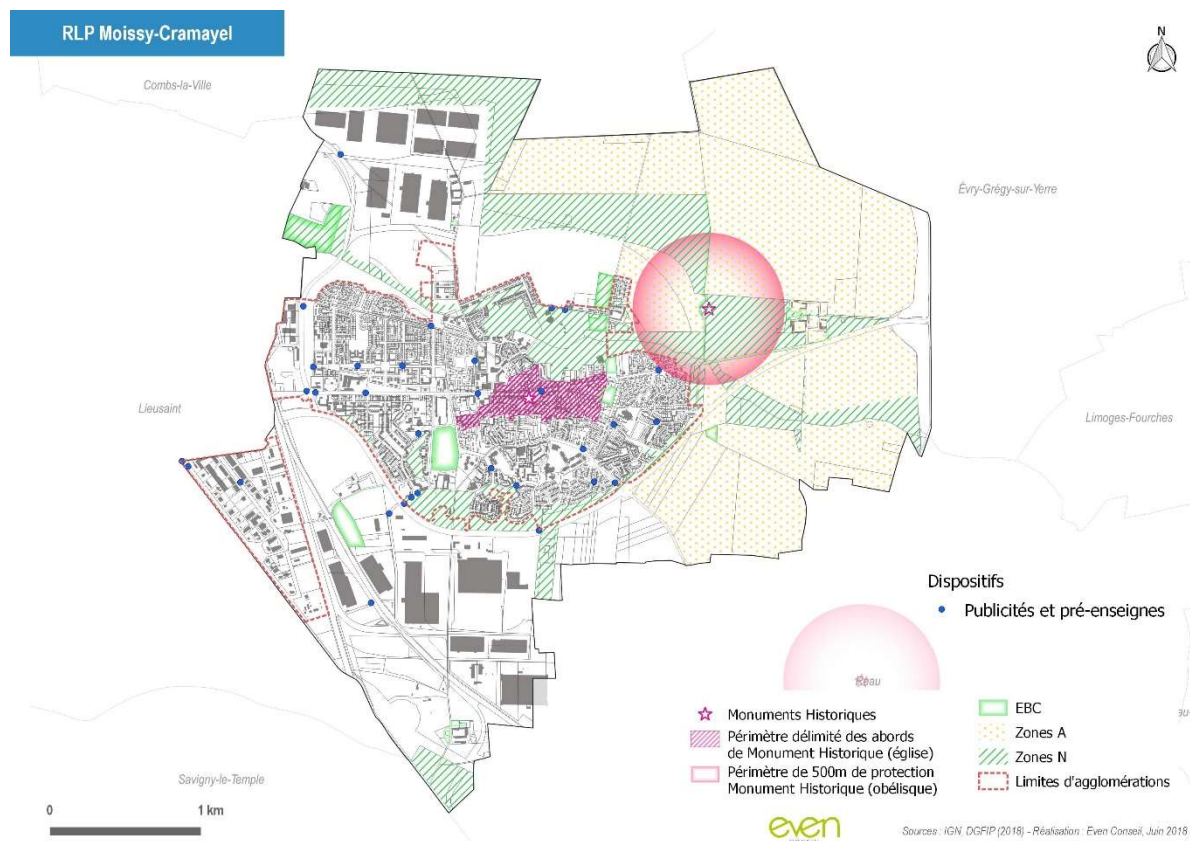 RLP Moissy-Cramayel
N
Combs-la-Ville
Évry-Grégy-sur-Yerre
Lieusaint
Limoges-Fourches
Savigny-le-Temple
Dispositifs
Publicités et pré-enseignes
Monuments Historiques
Périmètre délimité des abords
de Monument Historique (église)
Périmètre de 500m de protection
Monument Historique (obélisque)
EBC
Zones A
Zones N
Limites d'agglomérations
0
1 km
even
Sources : IGN, DGFIP (2018) - Réalisation : Even Conseil, Juin 2018